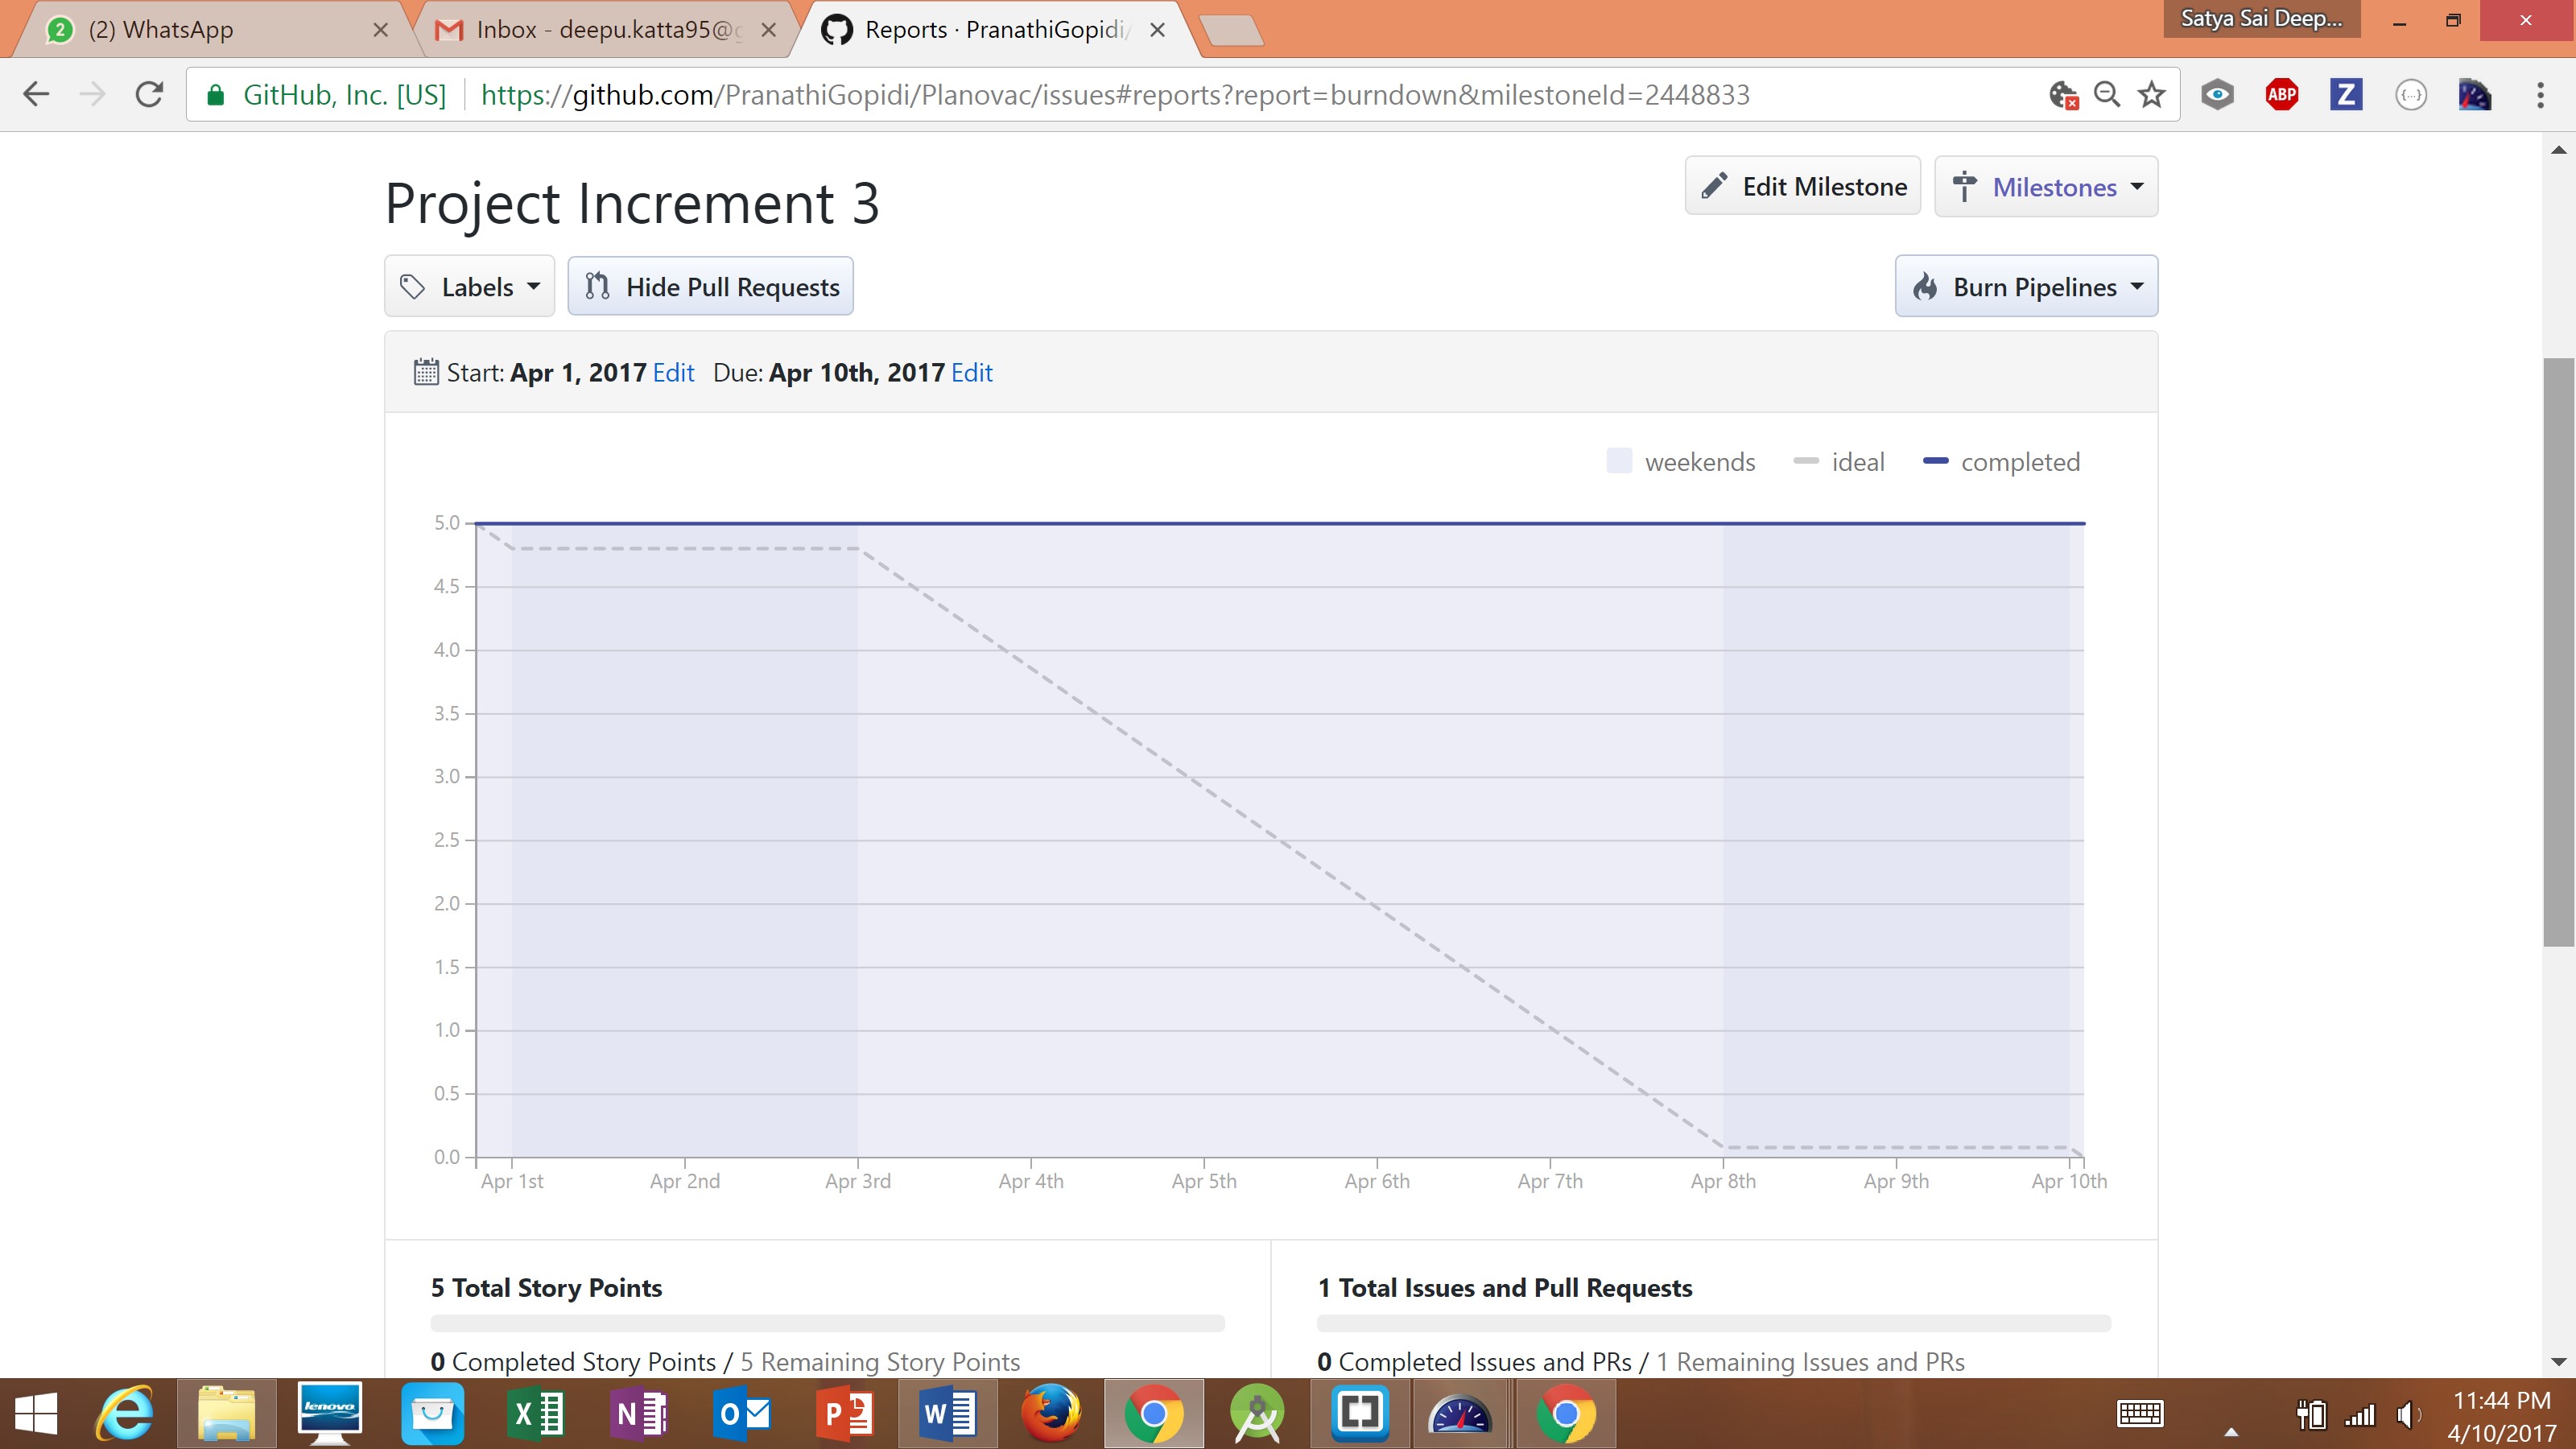 2 (2) WhatsApp
Inbox - deepu.katta95@g
Reports · PranathiGopidi/
Satya Sai Deep...
GitHub, Inc. [US]
https://github.com/PranathiGopidi/Planovac/issues#reports?report=burndown&milestoneId=2448833
ABP
Z
{...}
Project Increment 3
Edit Milestone
Milestones
Labels
Hide Pull Requests
Burn Pipelines
Start: Apr 1, 2017 Edit Due: Apr 10th, 2017 Edit
weekends ideal completed
5.0
4.5
4.0
3.5
3.0
2.5
2.0
1.5
1.0
0.5
0.0
Apr 1st Apr 2nd Apr 3rd Apr 4th Apr 5th Apr 6th Apr 7th Apr 8th Apr 9th Apr 10th
5 Total Story Points
0 Completed Story Points / 5 Remaining Story Points
1 Total Issues and Pull Requests
0 Completed Issues and PRs / 1 Remaining Issues and PRs
lenovo
X
N
O
P
W
11:44 PM
4/10/2017